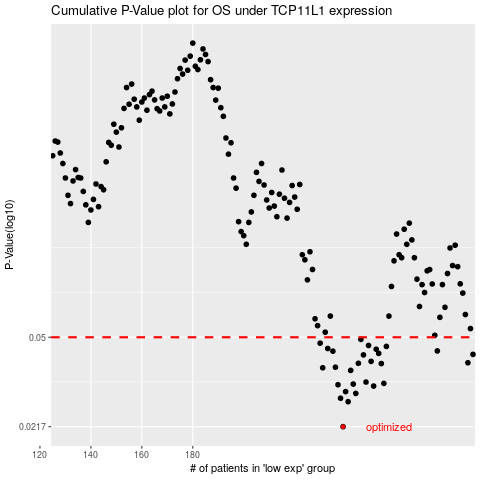 Cumulative P-Value plot for OS under TCP11L1 expression
P-Value(log10)
0.05
0.0217
optimized
120 140 160 180
# of patients in 'low exp' group